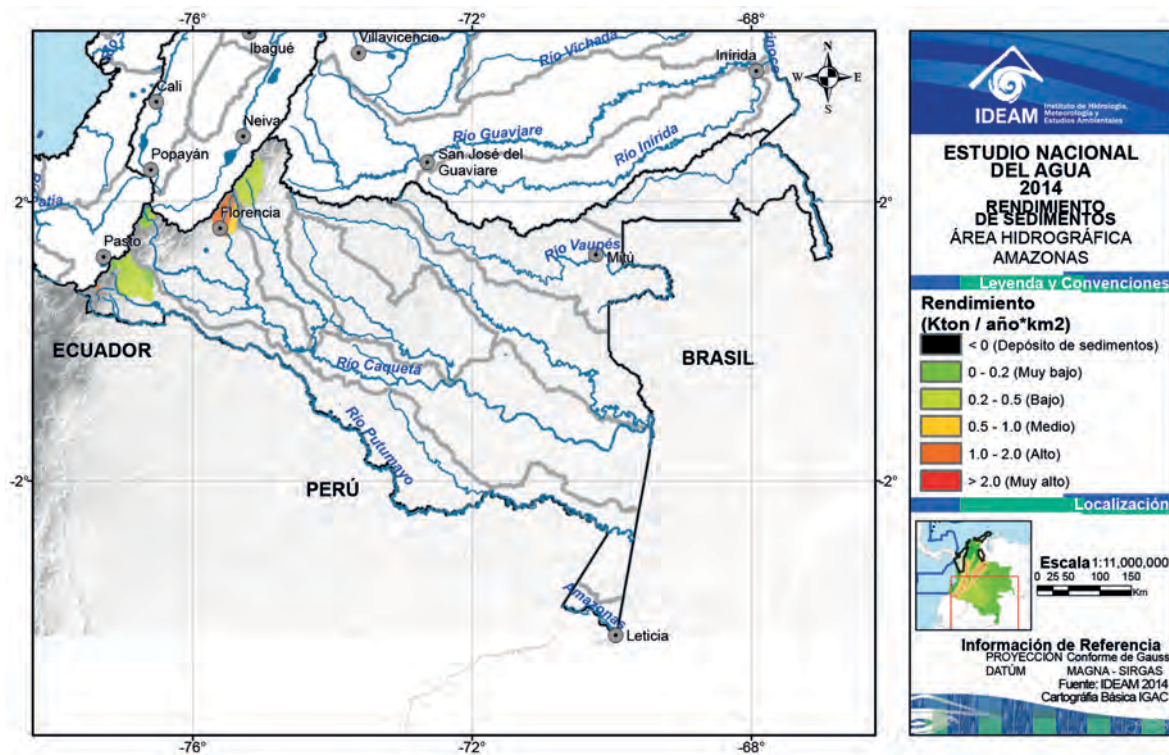 -76°
-72°
-68°
Ibagué
Villavicencio
Río Vichada
Inírida
N
W
E
S
Cali
Neiva
Río Guaviare
Río Inírida
Popayán
San José del
Guaviare
2°
2°
Florencia
Pasto
Río Vaupés
Mitú
ECUADOR
BRASIL
Río Caquetá
Río Putumayo
PERÚ
-2°
-2°
Amazonas
Leticia
-76°
-72°
-68°
IDEAM
Instituto de Hidrología,
Meteorología y
Estudios Ambientales
ESTUDIO NACIONAL
DEL AGUA
2014
RENDIMIENTO
DE SEDIMENTOS
ÁREA HIDROGRÁFICA
AMAZONAS
Leyenda y Convenciones
Rendimiento
(Kton / año*km2)
< 0 (Depósito de sedimentos)
0 - 0.2 (Muy bajo)
0.2 - 0.5 (Bajo)
0.5 - 1.0 (Medio)
1.0 - 2.0 (Alto)
> 2.0 (Muy alto)
Localización
Escala 1:11,000,000
0 25 50 100 150
Km
Información de Referencia
PROYECCIÓN Conforme de Gauss
DATÚM MAGNA - SIRGAS
Fuente: IDEAM 2014
Cartográfia Básica IGAC